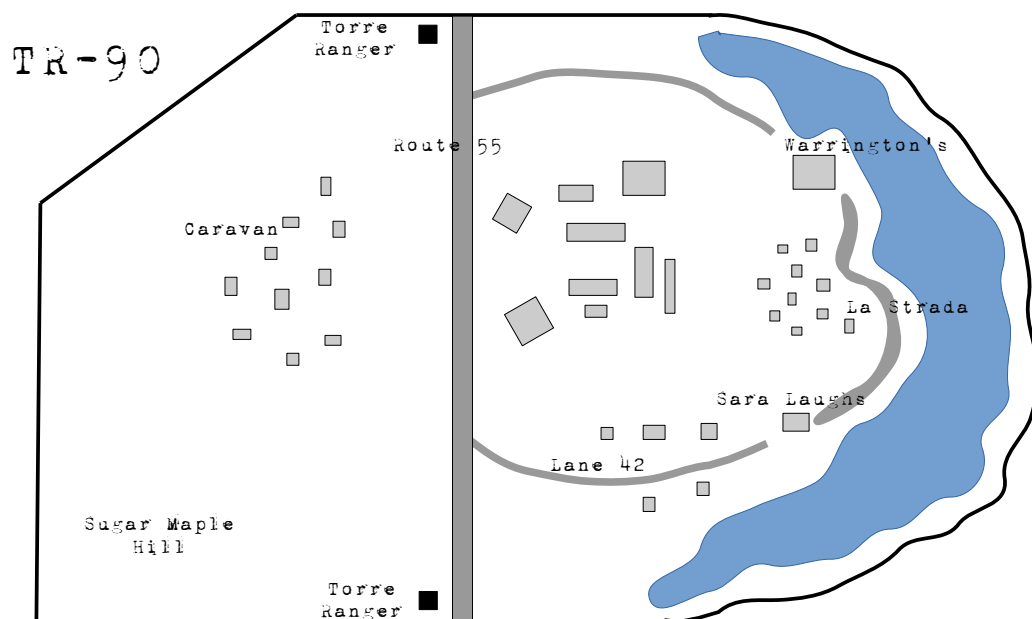 Torre
Ranger
TR-90
Route 55
Warrington's
Caravan
La Strada
Sara Laughs
Lane 42
Sugar Maple
Hill
Torre
Ranger